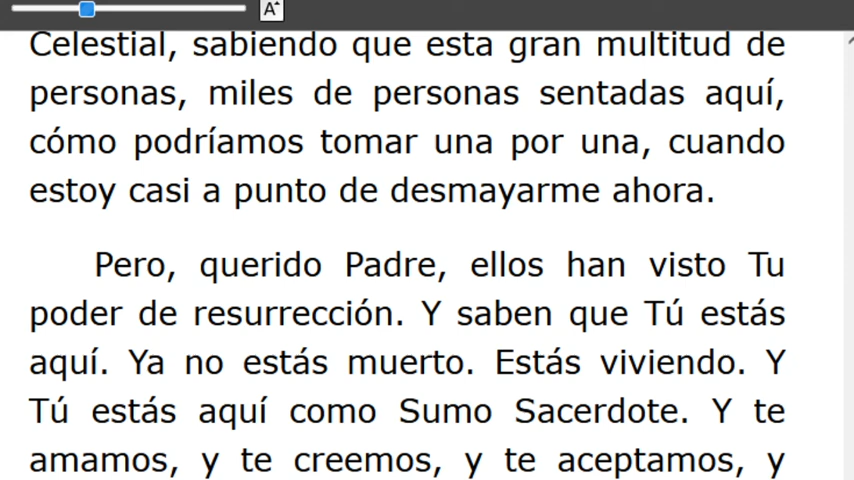 A
Celestial, sabiendo que esta gran multitud de
personas, miles de personas sentadas aquí,
cómo podríamos tomar una por una, cuando
estoy casi a punto de desmayarme ahora.
Pero, querido Padre, ellos han visto Tu
poder de resurrección. Y saben que Tú estás
aquí. Ya no estás muerto. Estás viviendo. Y
Tú estás aquí como Sumo Sacerdote. Y te
amamos, y te creemos, y te aceptamos, y